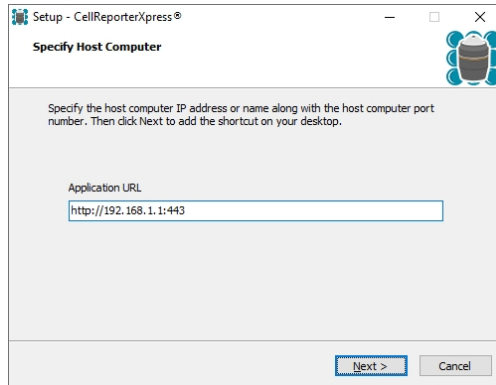 Setup - CellReporterXpress®
Specify Host Computer
Specify the host computer IP address or name along with the host computer port
number. Then click Next to add the shortcut on your desktop.
Application URL
http://192.168.1.1:443
Next >
Cancel